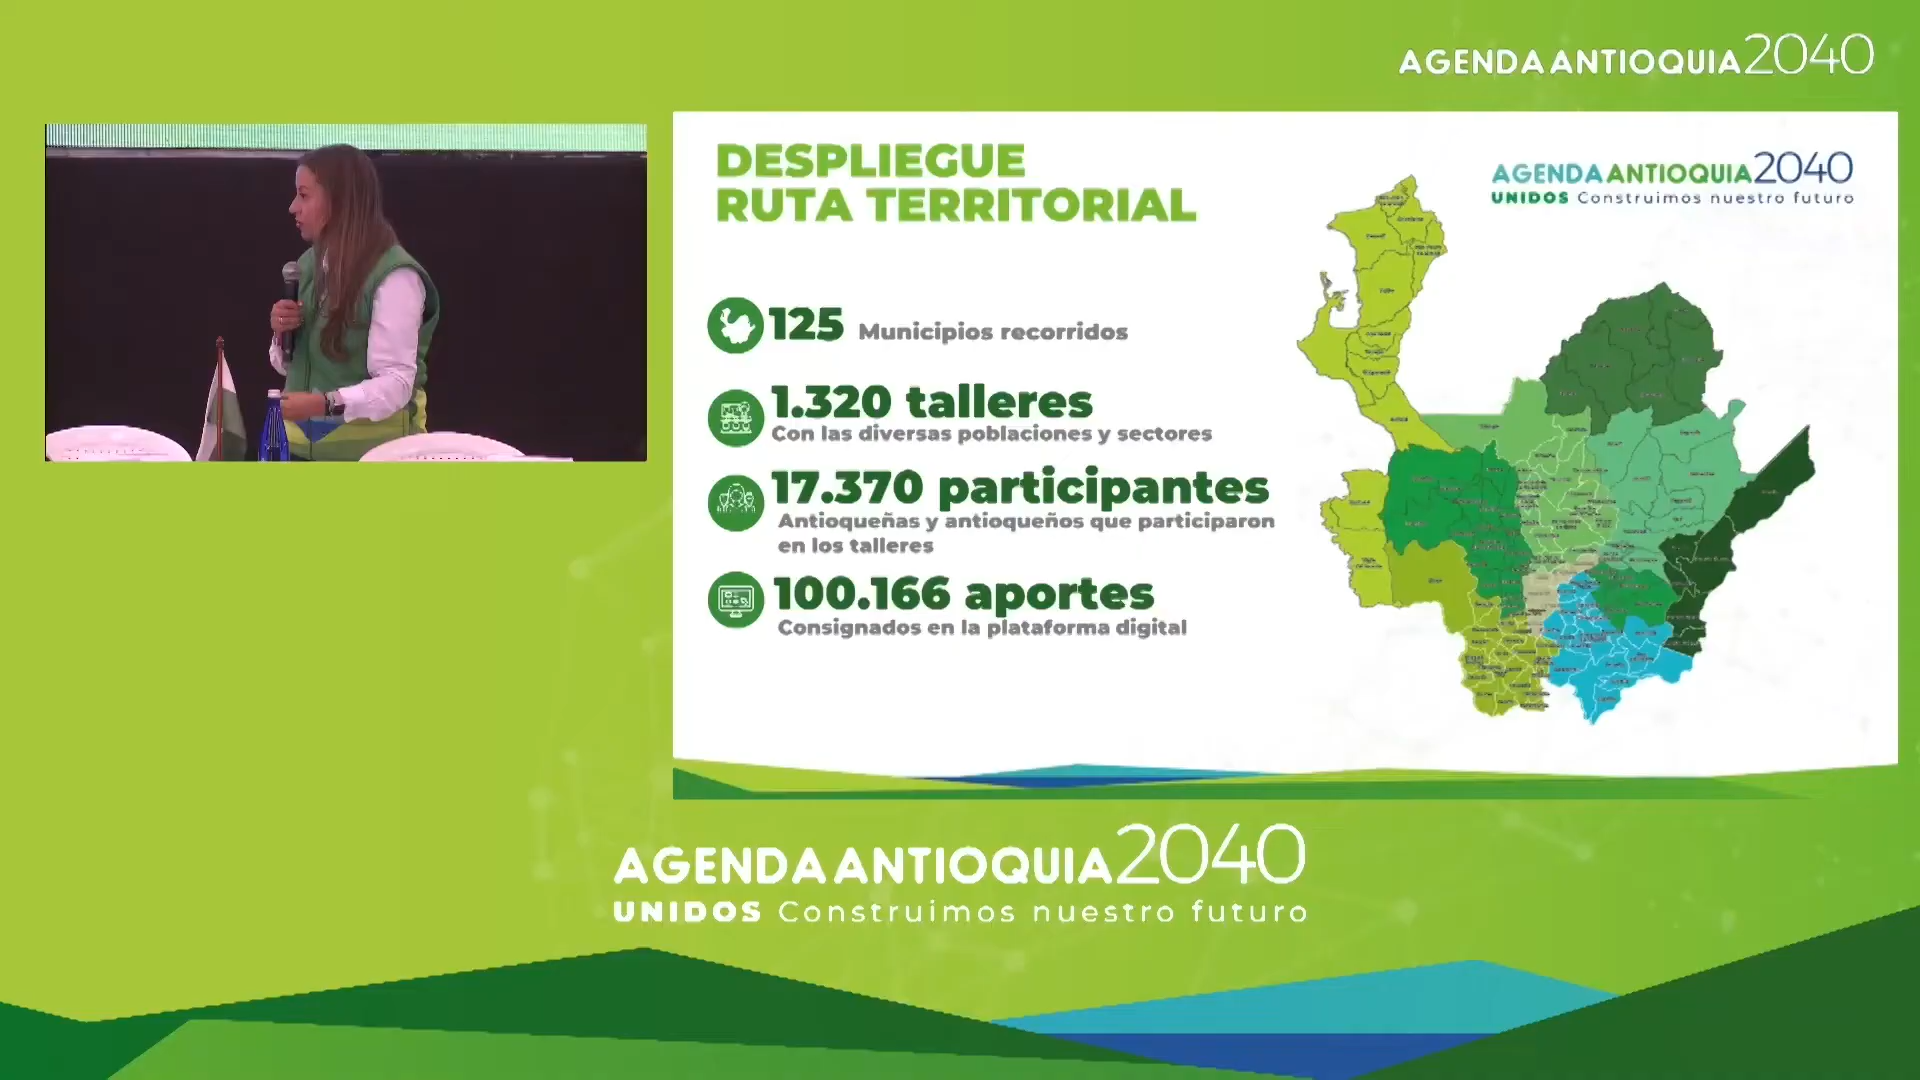 AGENDA ANTIOQUIA 2040
DESPLIEGUE
RUTA TERRITORIAL
AGENDA ANTIOQUIA 2040
UNIDOS Construimos nuestro futuro
125 Municipios recorridos
1.320 talleres
Con las diversas poblaciones y sectores
17.370 participantes
Antioqueñas y antioqueños que participaron
en los talleres
100.166 aportes
Consignados en la plataforma digital
AGENDA ANTIOQUIA 2040
UNIDOS Construimos nuestro futuro